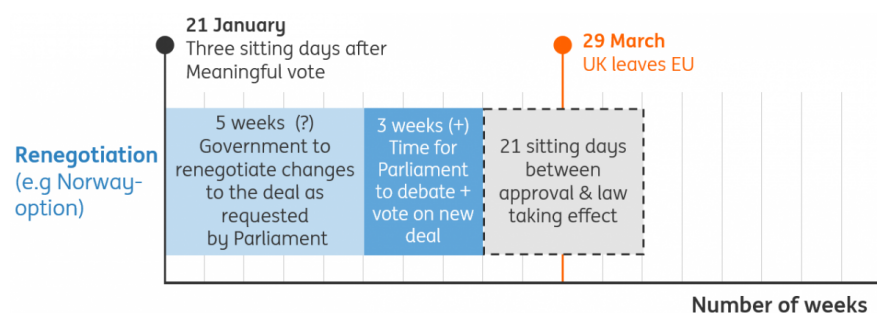 21 January
Three sitting days after
Meaningful vote
29 March
UK leaves EU
Renegotiation
(e.g Norway-
option)
5 weeks (?)
Government to
renegotiate changes
to the deal as
requested
by Parliament
3 weeks (+)
Time for
Parliament
to debate +
vote on new
deal
21 sitting days
between
approval & law
taking effect
Number of weeks